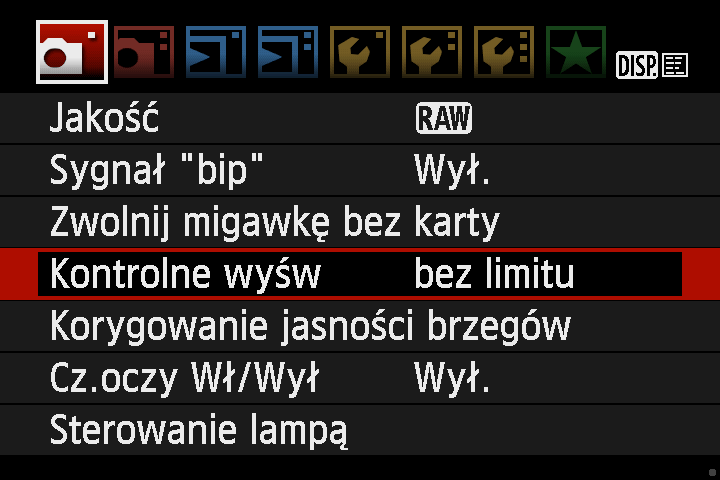 DISP.
Jakość RAW
Sygnał "bip" Wył.
Zwolnij migawkę bez karty
Kontrolne wyśw bez limitu
Korygowanie jasności brzegów
Cz.oczy Wł/Wył Wył.
Sterowanie lampą